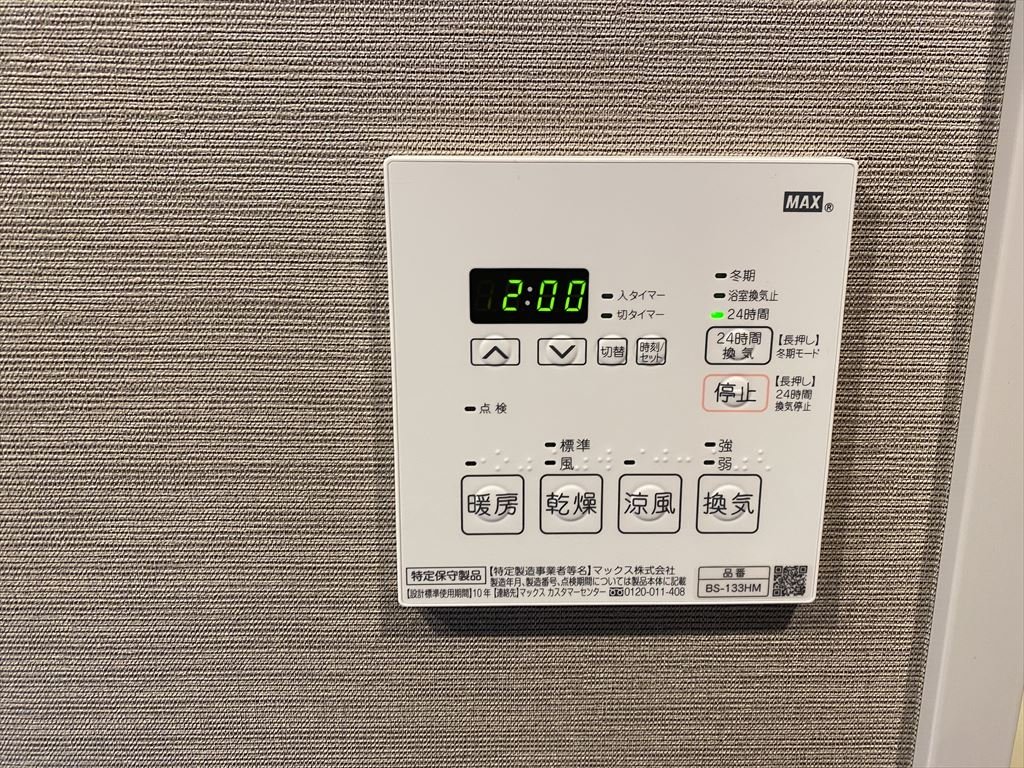 MAX®
2:00
入タイマー
切タイマー
冬期
浴室換気止
24時間
切替
時刻/
セット
24時間
換気
【長押し】
冬期モード
停止
【長押し】
24時間
換気停止
点検
標準
風
強
弱
暖房
乾燥
涼風
換気
特定保守製品
【特定製造事業者等名】マックス株式会社
製造年月、製造番号、点検期間については製品本体に記載
【設計標準使用期間】10年【連絡先】マックス カスタマーセンター 0120-011-408
品番
BS-133HM